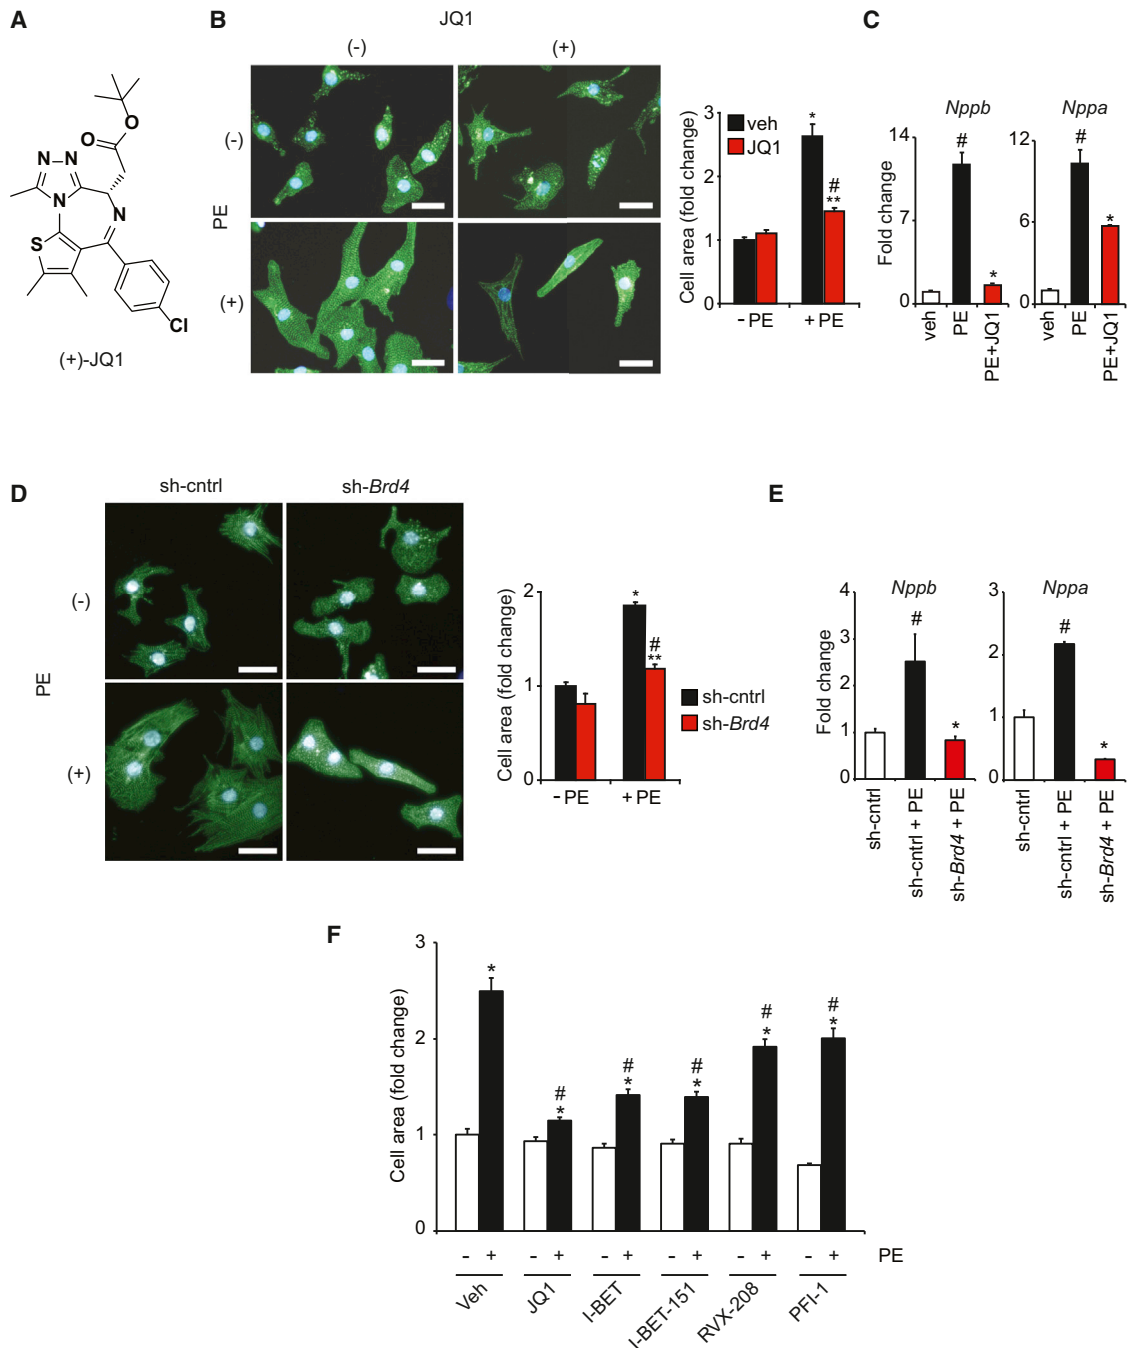 A
O
O
N
N
N
N
S
Cl
(+)-JQ1
B
JQ1
(-)
(+)
PE
(-)
(+)
Cell area (fold change)
3
2
1
0
veh
JQ1
*
#
**
- PE
+ PE
C
Nppb
Nppa
Fold change
14
7
0
#
*
veh
PE
PE+JQ1
12
6
0
#
*
veh
PE
PE+JQ1
D
sh-cntrl
sh-Brd4
PE
(-)
(+)
Cell area (fold change)
2
1
0
*
#
**
sh-cntrl
sh-Brd4
- PE
+ PE
E
Nppb
Nppa
Fold change
4
3
2
1
0
#
*
sh-cntrl
sh-cntrl + PE
sh-Brd4 + PE
3
2
1
0
#
*
sh-cntrl
sh-cntrl + PE
sh-Brd4 + PE
F
Cell area (fold change)
3
2
1
0
*
#
*
#
*
#
*
#
*
#
*
- + - + - + - + - + - + PE
Veh
JQ1
I-BET
I-BET-151
RVX-208
PFI-1